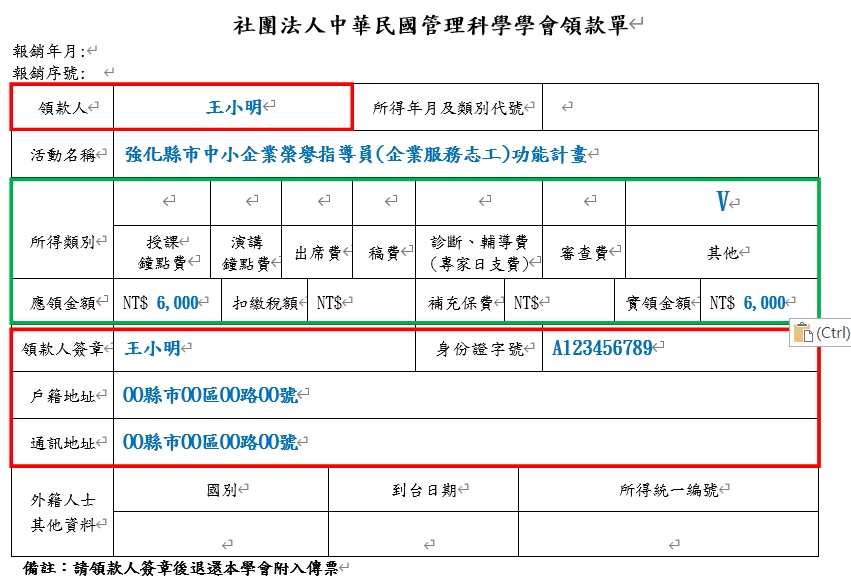 社團法人中華民國管理科學學會領款單
報銷年月:
報銷序號:
領款人 王小明 所得年月及類別代號
活動名稱 強化縣市中小企業榮譽指導員(企業服務志工)功能計畫
V
所得類別 授課鐘點費 演講鐘點費 出席費 稿費 診斷、輔導費(專家日支費) 審查費 其他
應領金額 NT$ 6,000 扣繳稅額 NT$ 補充保費 NT$ 實領金額 NT$ 6,000
(Ctrl)
領款人簽章 王小明 身份證字號 A123456789
戶籍地址 OO縣市OO區OO路OO號
通訊地址 OO縣市OO區OO路OO號
外籍人士其他資料 國別 到台日期 所得統一編號
備註：請領款人簽章後退還本學會附入傳票